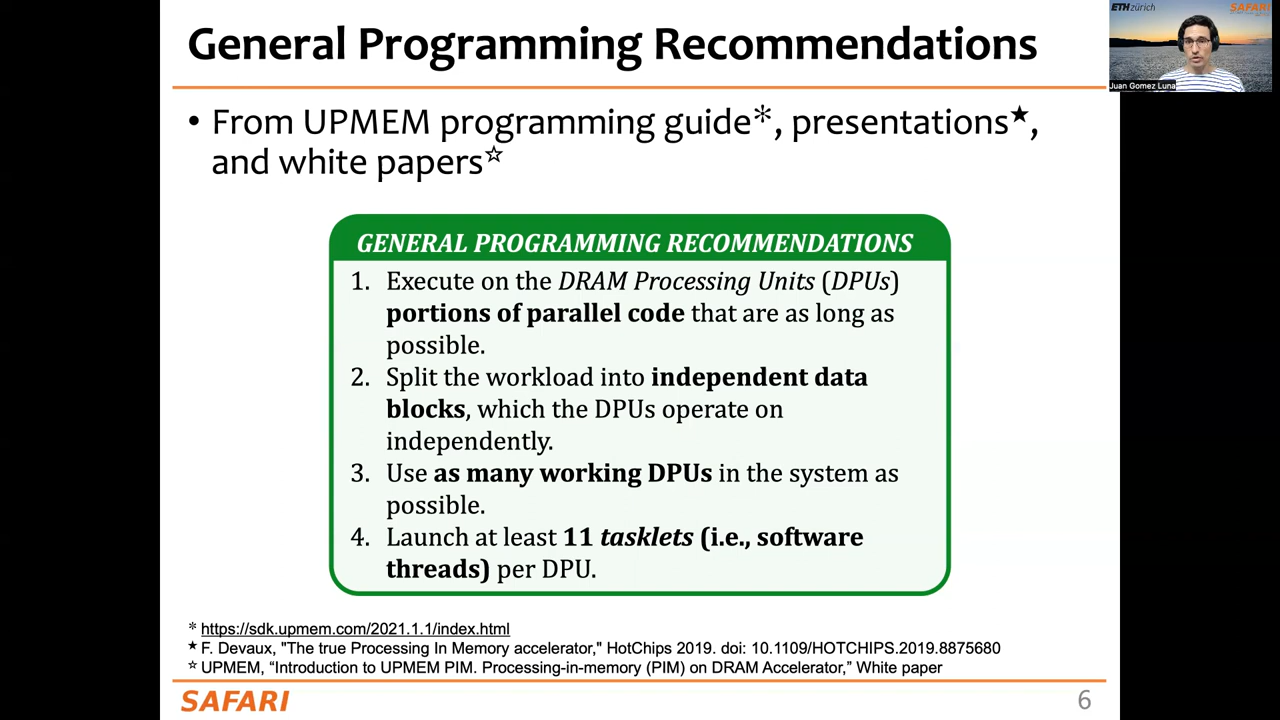 General Programming Recommendations
• From UPMEM programming guide*, presentations★,
and white papers☆
GENERAL PROGRAMMING RECOMMENDATIONS
1. Execute on the DRAM Processing Units (DPUs)
portions of parallel code that are as long as
possible.
2. Split the workload into independent data
blocks, which the DPUs operate on
independently.
3. Use as many working DPUs in the system as
possible.
4. Launch at least 11 tasklets (i.e., software
threads) per DPU.
* https://sdk.upmem.com/2021.1.1/index.html
★ F. Devaux, "The true Processing In Memory accelerator," HotChips 2019. doi: 10.1109/HOTCHIPS.2019.8875680
☆ UPMEM, “Introduction to UPMEM PIM. Processing-in-memory (PIM) on DRAM Accelerator,” White paper
SAFARI
6
ETH zürich
SAFARI
Juan Gomez Luna